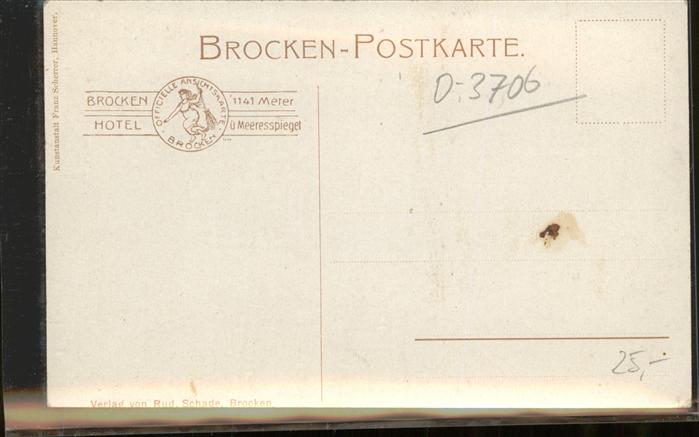 BROCKEN-POSTKARTE.
D-3706
BROCKEN 1141 Meter
HOTEL ü Meeresspiegel
OFFICIELLE ANSICHTSKARTE
BROCKEN
Kunstanstalt Franz Scherrer, Hannover.
25,-
Verlag von Rud. Schade, Brocken